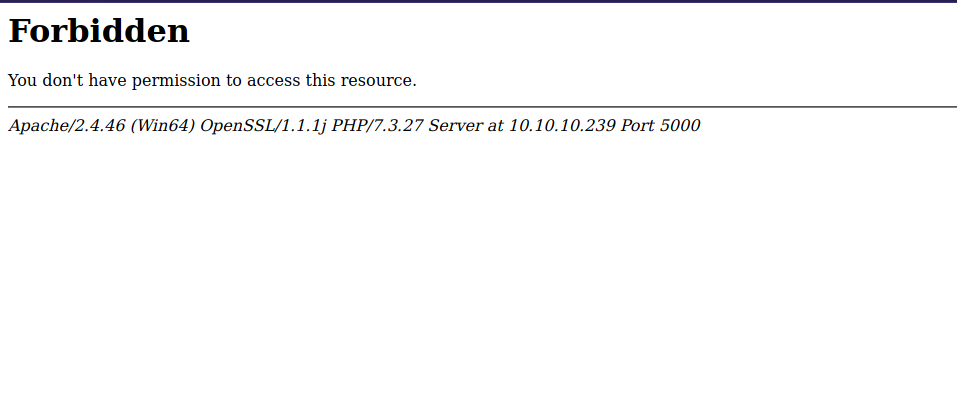 Forbidden
You don't have permission to access this resource.
Apache/2.4.46 (Win64) OpenSSL/1.1.1j PHP/7.3.27 Server at 10.10.10.239 Port 5000